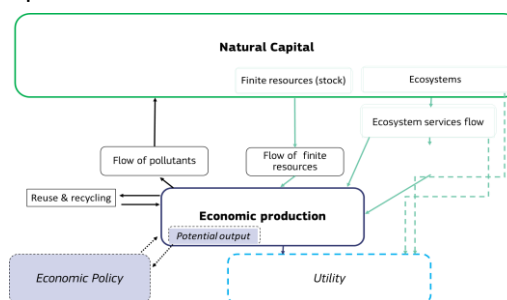 Natural Capital
Finite resources (stock)
Ecosystems
Ecosystem services flow
Flow of pollutants
Flow of finite
resources
Reuse & recycling
Economic production
Potential output
Economic Policy
Utility